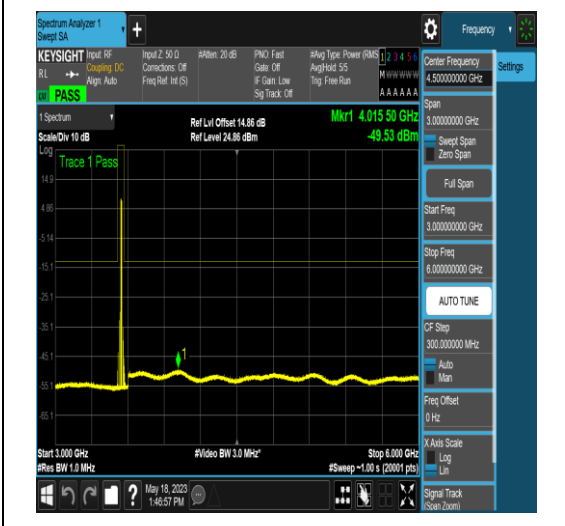 Spectrum Analyzer 1
Swept SA
Frequency
KEYSIGHT
RL
PASS
Input: RF
Coupling: DC
Align: Auto
Input Z: 50 Ω
Corrections: Off
Freq Ref: Int (S)
#Atten: 20 dB
PNO: Fast
Gate: Off
IF Gain: Low
Sig Track: Off
#Avg Type: Power (RMS
Avg|Hold: 5/5
Trig: Free Run
1 2 3 4 5 6
M W W W W W
A A A A A A
Settings
1 Spectrum
Scale/Div 10 dB
Ref Lvl Offset 14.86 dB
Ref Level 24.86 dBm
Mkr1 4.015 50 GHz
-49.53 dBm
Log
Trace 1 Pass
14.9
4.86
-5.14
-15.1
-25.1
-35.1
-45.1
-55.1
-65.1
1
Start 3.000 GHz
#Res BW 1.0 MHz
#Video BW 3.0 MHz*
Stop 6.000 GHz
#Sweep ~1.00 s (20001 pts)
May 18, 2023
1:46:57 PM
Center Frequency
4.500000000 GHz
Span
3.00000000 GHz
Swept Span
Zero Span
Full Span
Start Freq
3.000000000 GHz
Stop Freq
6.000000000 GHz
AUTO TUNE
CF Step
300.000000 MHz
Auto
Man
Freq Offset
0 Hz
X Axis Scale
Log
Lin
Signal Track
(Span Zoom)